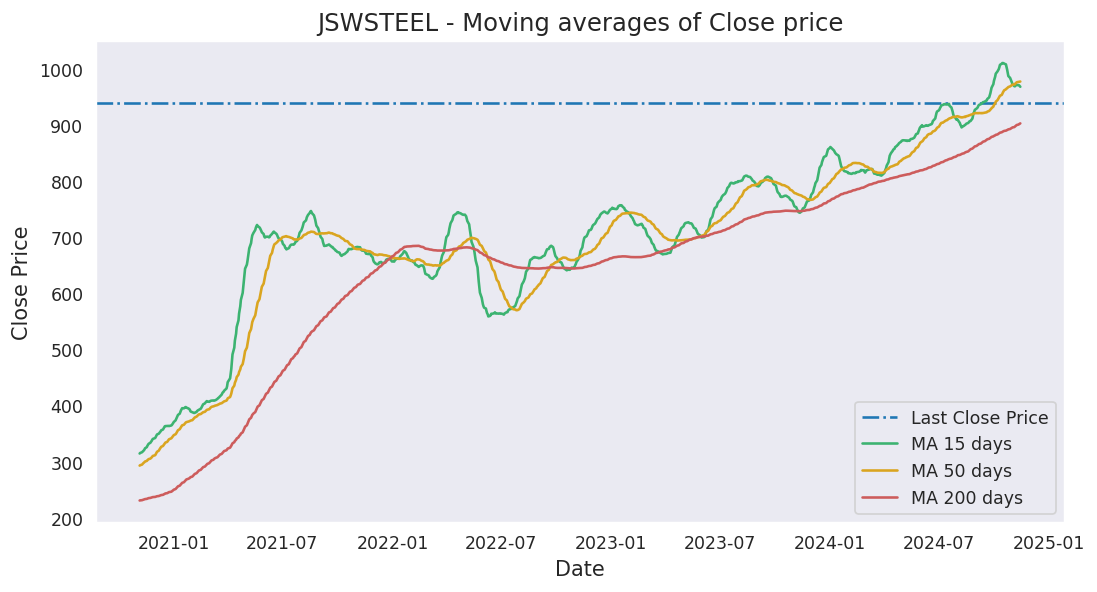 JSWSTEEL - Moving averages of Close price
Close Price
1000
900
800
700
600
500
400
300
200
2021-01
2021-07
2022-01
2022-07
2023-01
2023-07
2024-01
2024-07
2025-01
Date
Last Close Price
MA 15 days
MA 50 days
MA 200 days